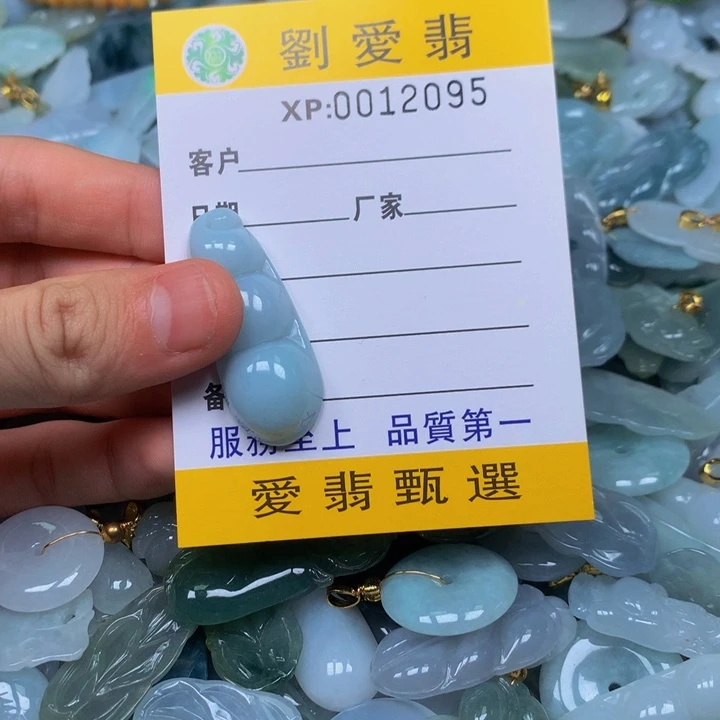 劉愛翡
XP:0012095
客户
厂家
服務至上 品質第一
愛翡甄選